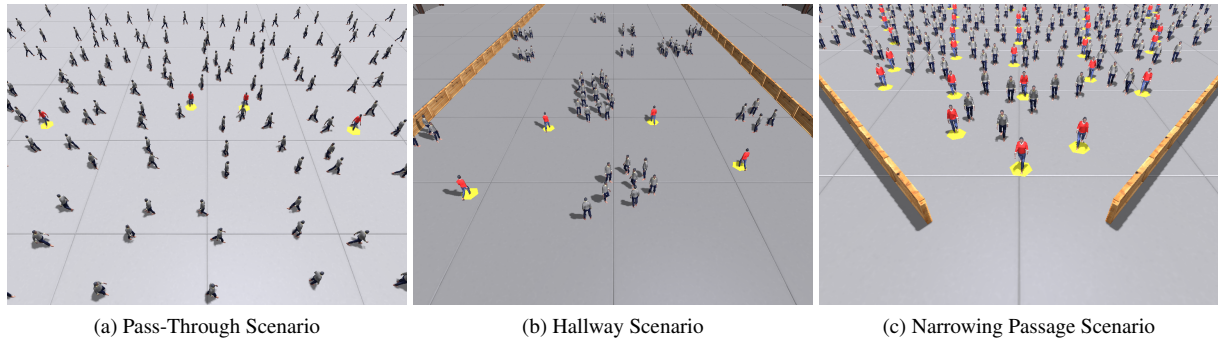 (a) Pass-Through Scenario
(b) Hallway Scenario
(c) Narrowing Passage Scenario